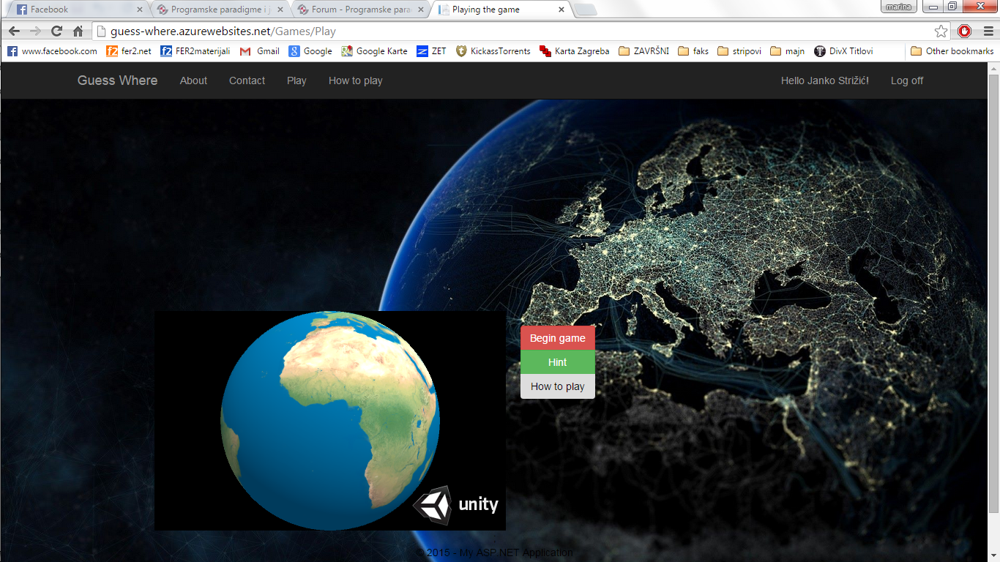 Facebook
Programske paradigme i j
Forum - Programske para
Playing the game
marina
guess-where.azurewebsites.net/Games/Play
www.facebook.com
fer2.net
FER2materijali
Gmail
Google
Google Karte
ZET
KickassTorrents
Karta Zagreba
ZAVRŠNI
faks
stripovi
majn
DivX Titlovi
Other bookmarks
Guess Where
About
Contact
Play
How to play
Hello Janko Strižić!
Log off
Begin game
Hint
How to play
unity
© 2015 - My ASP.NET Application